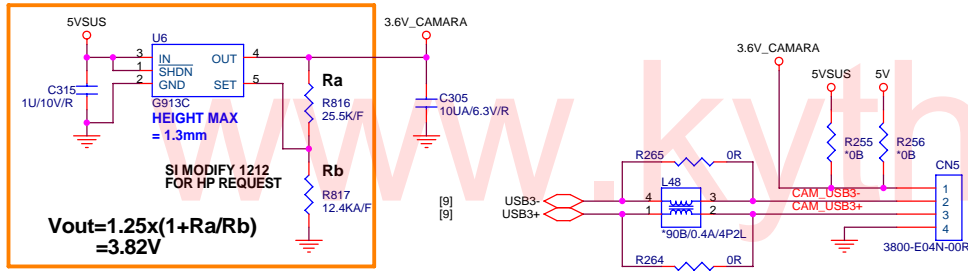 5VSUS
3.6V_CAMARA
U6
3 IN OUT 4
1 SHDN
2 GND SET 5
G913C
HEIGHT MAX
= 1.3mm
C315
1U/10V/R
Ra
R816
25.5K/F
C305
10UA/6.3V/R
SI MODIFY 1212
FOR HP REQUEST
Rb
R817
12.4KA/F
Vout=1.25x(1+Ra/Rb)
=3.82V
3.6V_CAMARA
5VSUS 5V
R255
*0B
R256
*0B
R265 0R
CN5
L48
[9] USB3- 4 3 CAM_USB3-
[9] USB3+ 1 2 CAM_USB3+
*90B/0.4A/4P2L
1
2
3
4
3800-E04N-00R
R264 0R
www.kyth